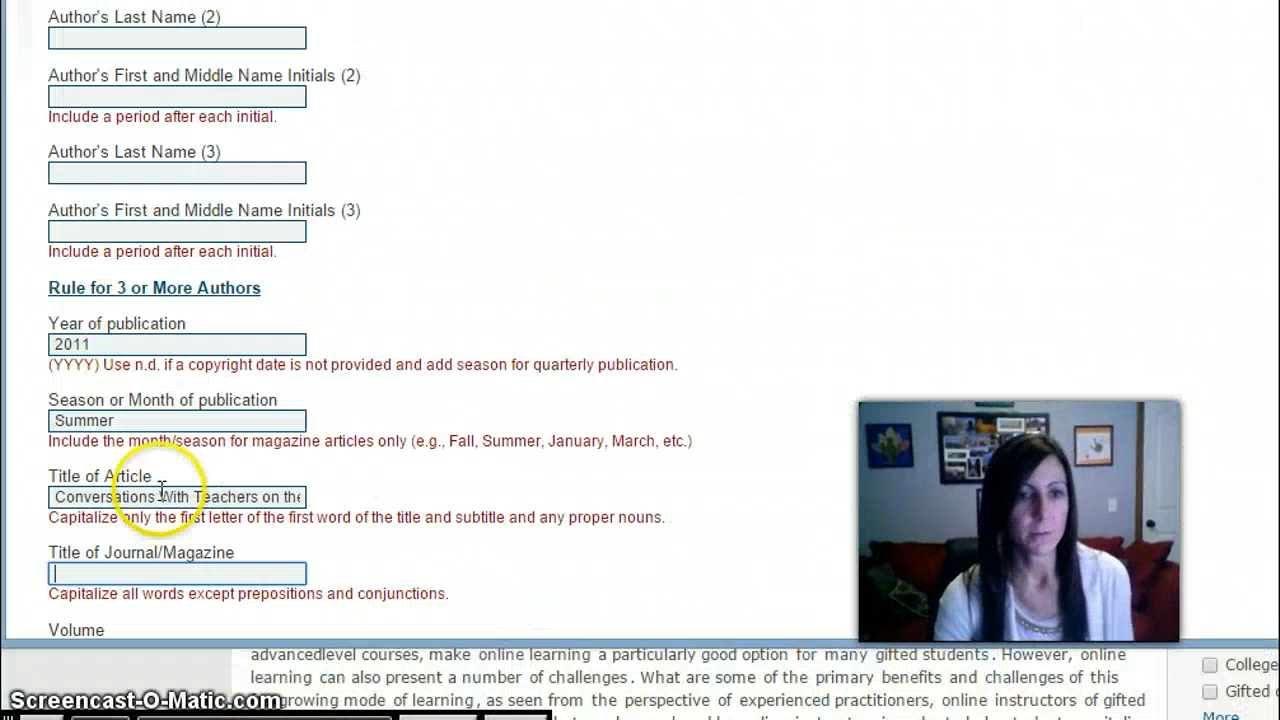 Author's Last Name (2)
Author's First and Middle Name Initials (2)
Include a period after each initial.
Author's Last Name (3)
Author's First and Middle Name Initials (3)
Include a period after each initial.
Rule for 3 or More Authors
Year of publication
2011
(YYYY) Use n.d. if a copyright date is not provided and add season for quarterly publication.
Season or Month of publication
Summer
Include the month/season for magazine articles only (e.g., Fall, Summer, January, March, etc.)
Title of Article
Conversations With Teachers on the
Capitalize only the first letter of the first word of the title and subtitle and any proper nouns.
Title of Journal/Magazine
Capitalize all words except prepositions and conjunctions.
Volume
advancedlevel courses, make online learning a particularly good option for many gifted students. However, online
learning can also present a number of challenges. What are some of the primary benefits and challenges of this
growing mode of learning, as seen from the perspective of experienced practitioners, online instructors of gifted
College
Gifted
More
Screencast-O-Matic.com